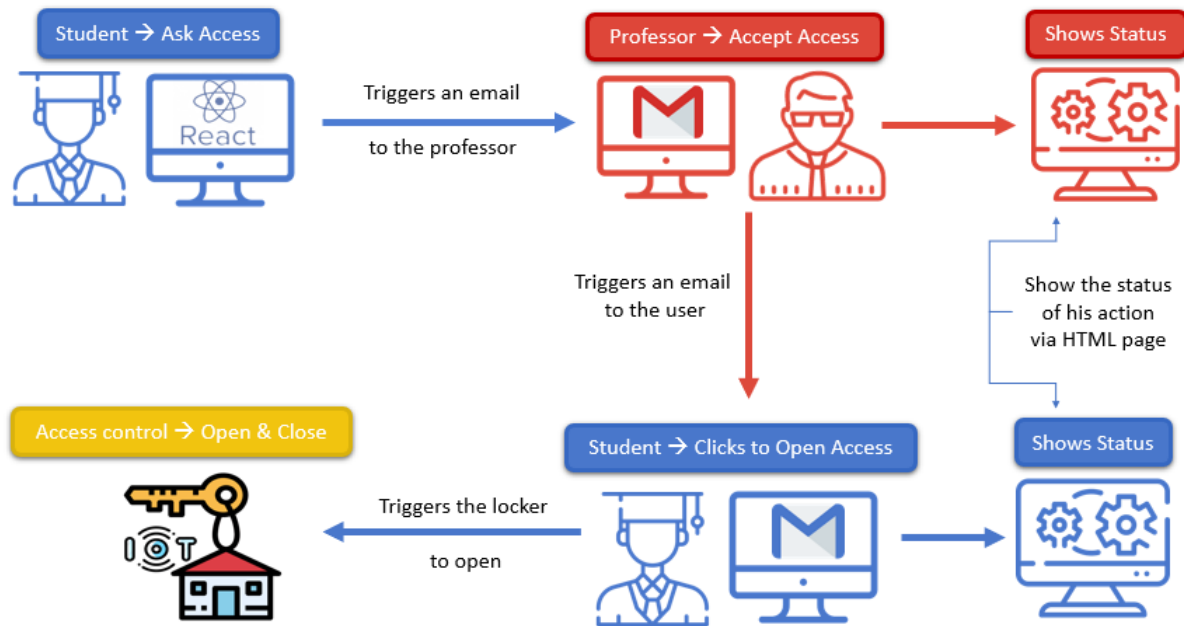 Student → Ask Access
Professor → Accept Access
Shows Status
React
Triggers an email
to the professor
Triggers an email
to the user
Show the status
of his action
via HTML page
Access control → Open & Close
Student → Clicks to Open Access
Shows Status
Triggers the locker
to open
IOT